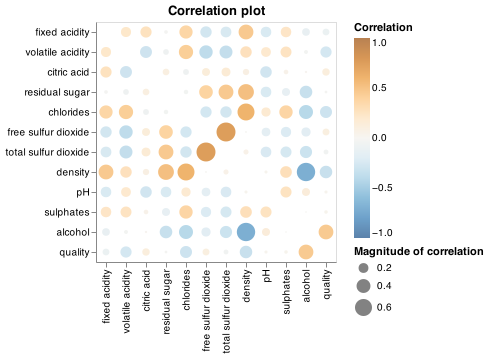 Correlation plot
fixed acidity
volatile acidity
citric acid
residual sugar
chlorides
free sulfur dioxide
total sulfur dioxide
density
pH
sulphates
alcohol
quality
fixed acidity
volatile acidity
citric acid
residual sugar
chlorides
free sulfur dioxide
total sulfur dioxide
density
pH
sulphates
alcohol
quality
Correlation
1.0
0.5
0.0
−0.5
−1.0
Magnitude of correlation
0.2
0.4
0.6